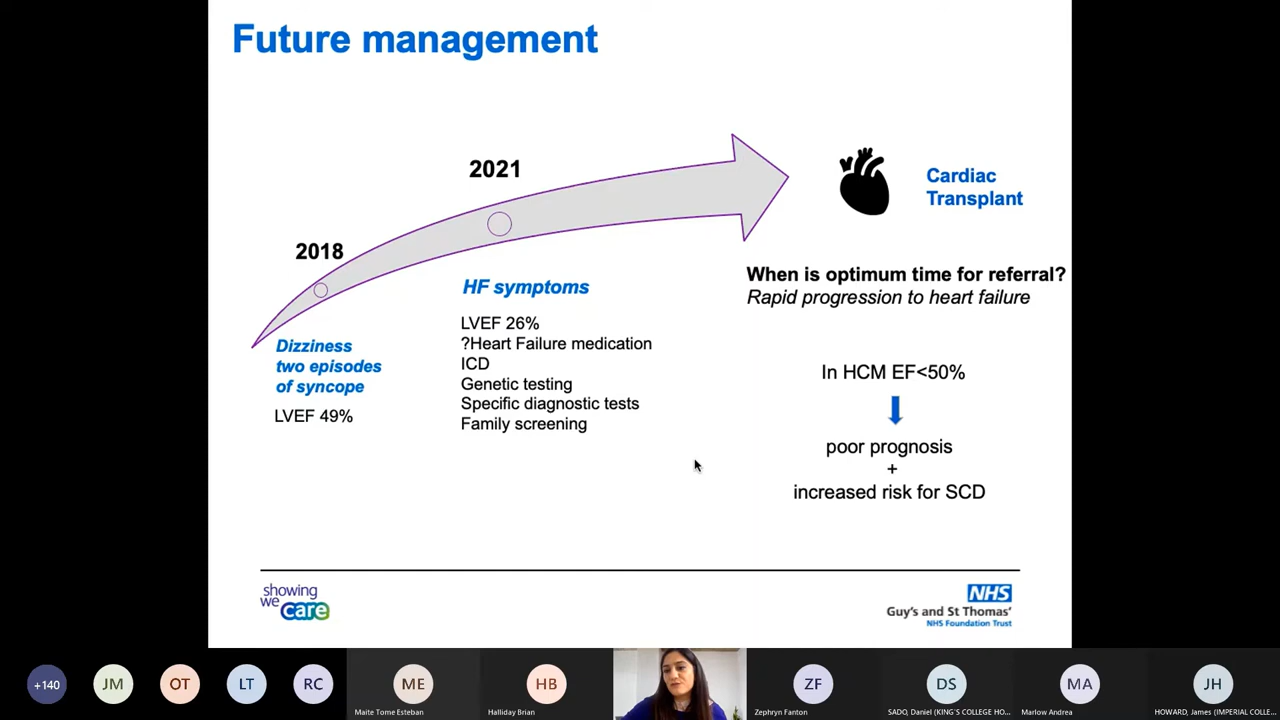 Future management
2018
2021
Dizziness
two episodes
of syncope
LVEF 49%
HF symptoms
LVEF 26%
?Heart Failure medication
ICD
Genetic testing
Specific diagnostic tests
Family screening
Cardiac
Transplant
When is optimum time for referral?
Rapid progression to heart failure
In HCM EF<50%
poor prognosis
+
increased risk for SCD
showing
we care
NHS
Guy's and St Thomas'
NHS Foundation Trust
+140
JM
OT
LT
RC
ME
Maite Tome Esteban
HB
Halliday Brian
ZF
Zephryn Fanton
DS
SADO, Daniel (KING'S COLLEGE HO...
MA
Marlow Andrea
JH
HOWARD, James (IMPERIAL COLLE...